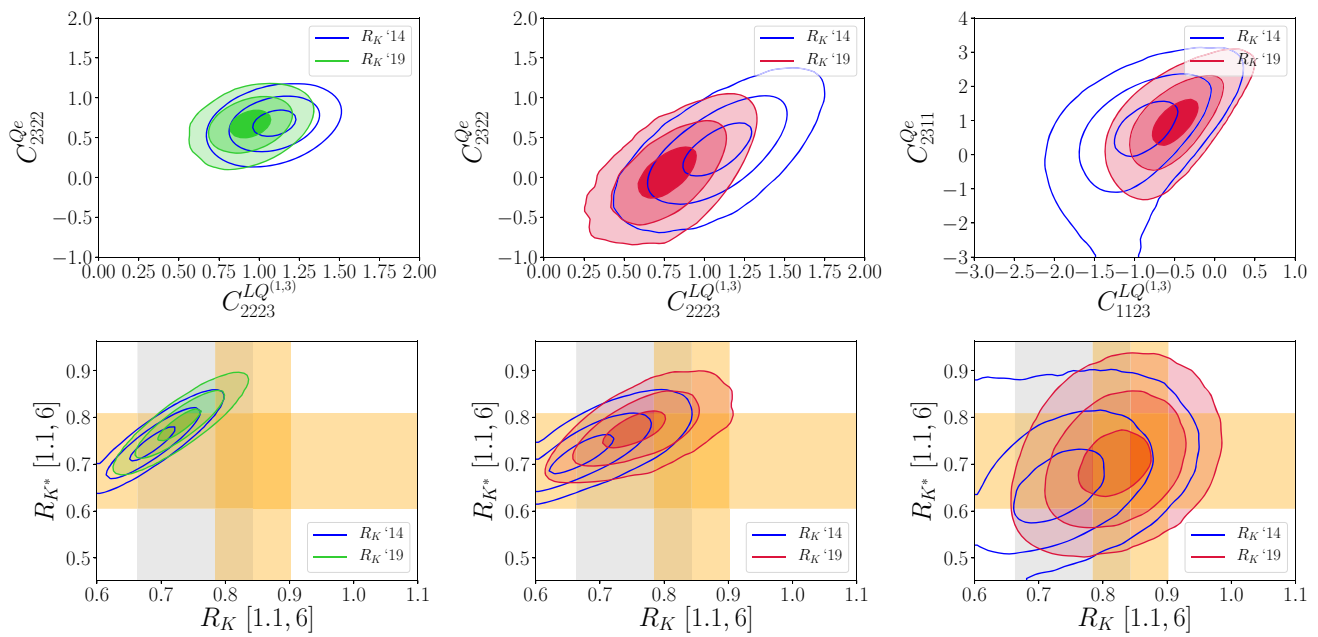 2.0
1.5
1.0
0.5
0.0
−0.5
−1.0
0.00 0.25 0.50 0.75 1.00 1.25 1.50 1.75 2.00
C^{Qe}_{2322}
C^{LQ^{(1,3)}}_{2223}
R_K ‘14
R_K ‘19
2.0
1.5
1.0
0.5
0.0
−0.5
−1.0
0.00 0.25 0.50 0.75 1.00 1.25 1.50 1.75 2.00
C^{Qe}_{2322}
C^{LQ^{(1,3)}}_{2223}
R_K ‘14
R_K ‘19
4
3
2
1
0
−1
−2
−3
−3.0 −2.5 −2.0 −1.5 −1.0 −0.5 0.0 0.5 1.0
C^{Qe}_{2311}
C^{LQ^{(1,3)}}_{1123}
R_K ‘14
R_K ‘19
0.9
0.8
0.7
0.6
0.5
0.6 0.7 0.8 0.9 1.0 1.1
R_{K^*} [1.1, 6]
R_K [1.1, 6]
R_K ‘14
R_K ‘19
0.9
0.8
0.7
0.6
0.5
0.6 0.7 0.8 0.9 1.0 1.1
R_{K^*} [1.1, 6]
R_K [1.1, 6]
R_K ‘14
R_K ‘19
0.9
0.8
0.7
0.6
0.5
0.6 0.7 0.8 0.9 1.0 1.1
R_{K^*} [1.1, 6]
R_K [1.1, 6]
R_K ‘14
R_K ‘19